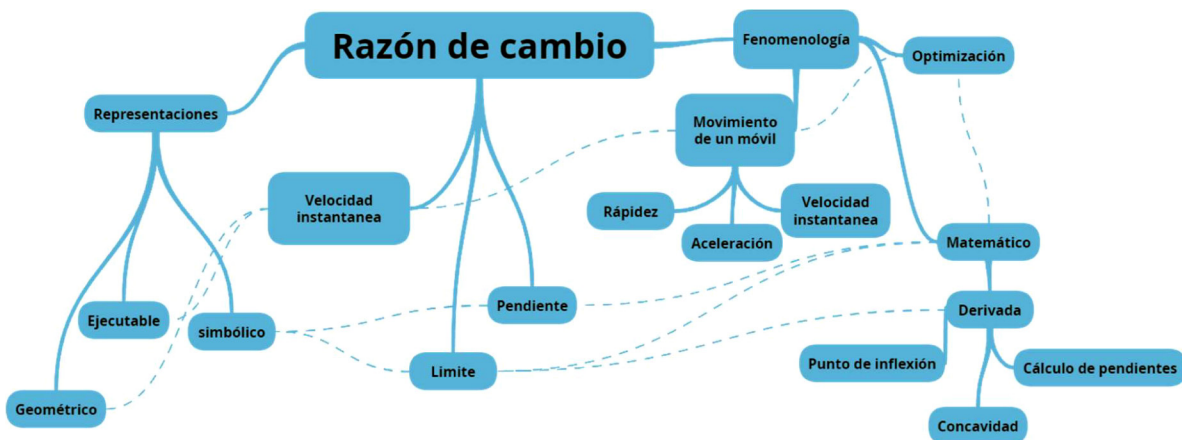 Razón de cambio
Fenomenología
Optimización
Representaciones
Movimiento
de un móvil
Velocidad
instantanea
Rápidez
Velocidad
instantanea
Aceleración
Matemático
Pendiente
Derivada
Ejecutable
simbólico
Limite
Punto de inflexión
Cálculo de pendientes
Geométrico
Concavidad